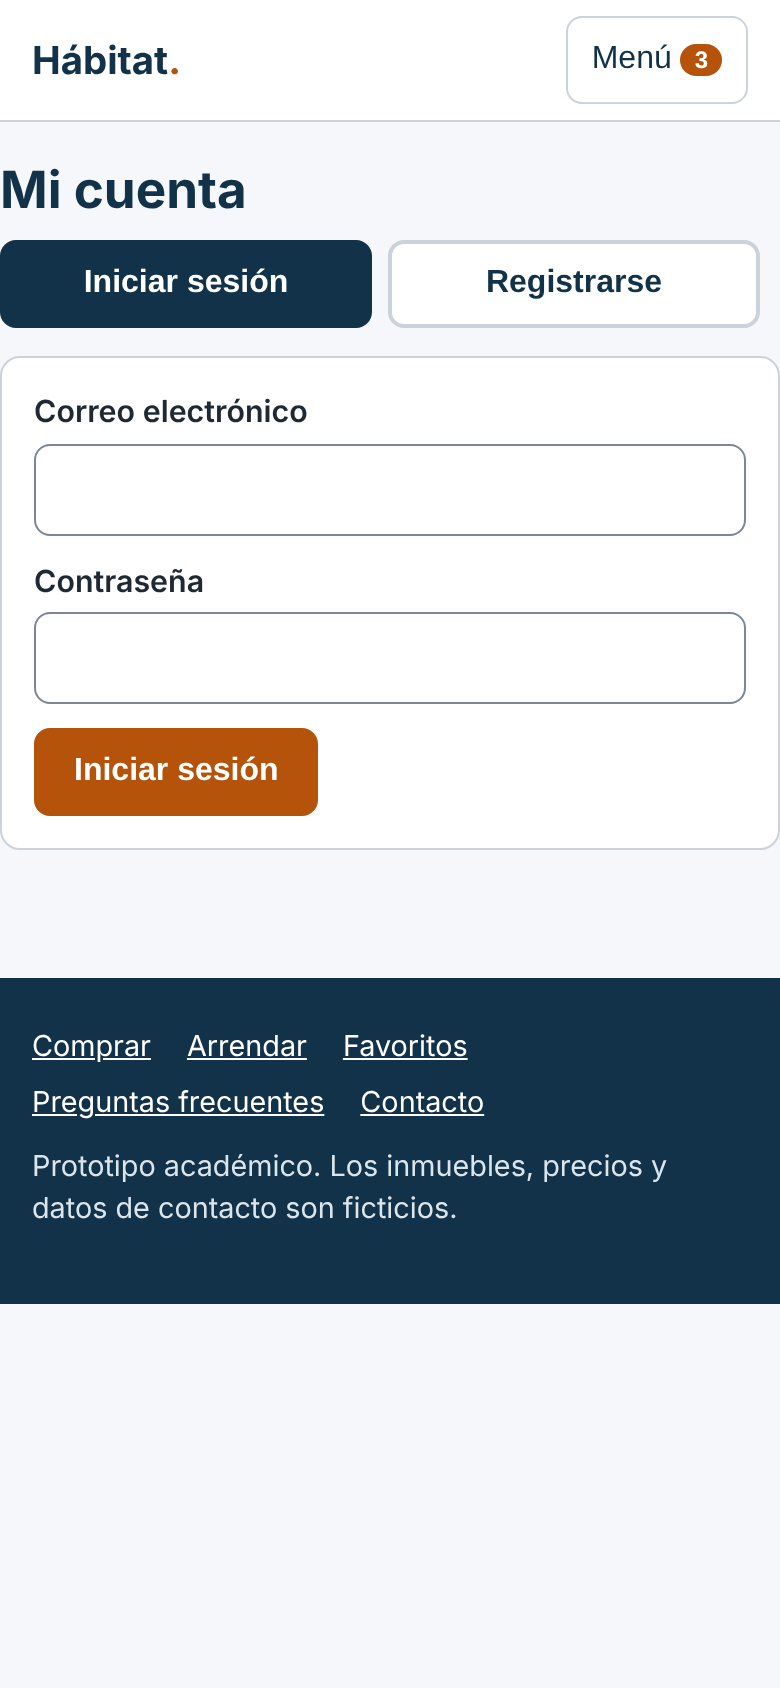 Hábitat.
Menú 3
Mi cuenta
Iniciar sesión
Registrarse
Correo electrónico
Contraseña
Iniciar sesión
Comprar Arrendar Favoritos
Preguntas frecuentes Contacto
Prototipo académico. Los inmuebles, precios y
datos de contacto son ficticios.